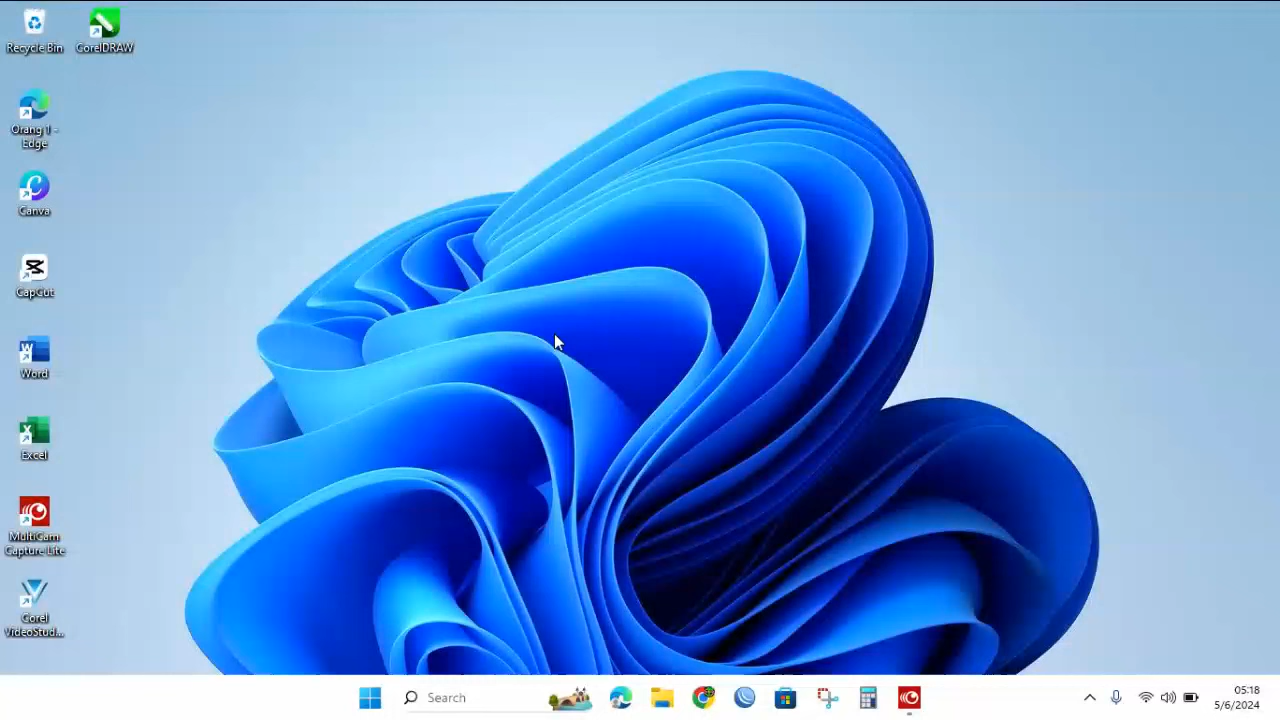 Recycle Bin
CorelDRAW
Orang 1 -
Edge
Canva
CapCut
Word
Excel
MultiCam
Capture Lite
Corel
VideoStud...
Search
05:18
5/6/2024